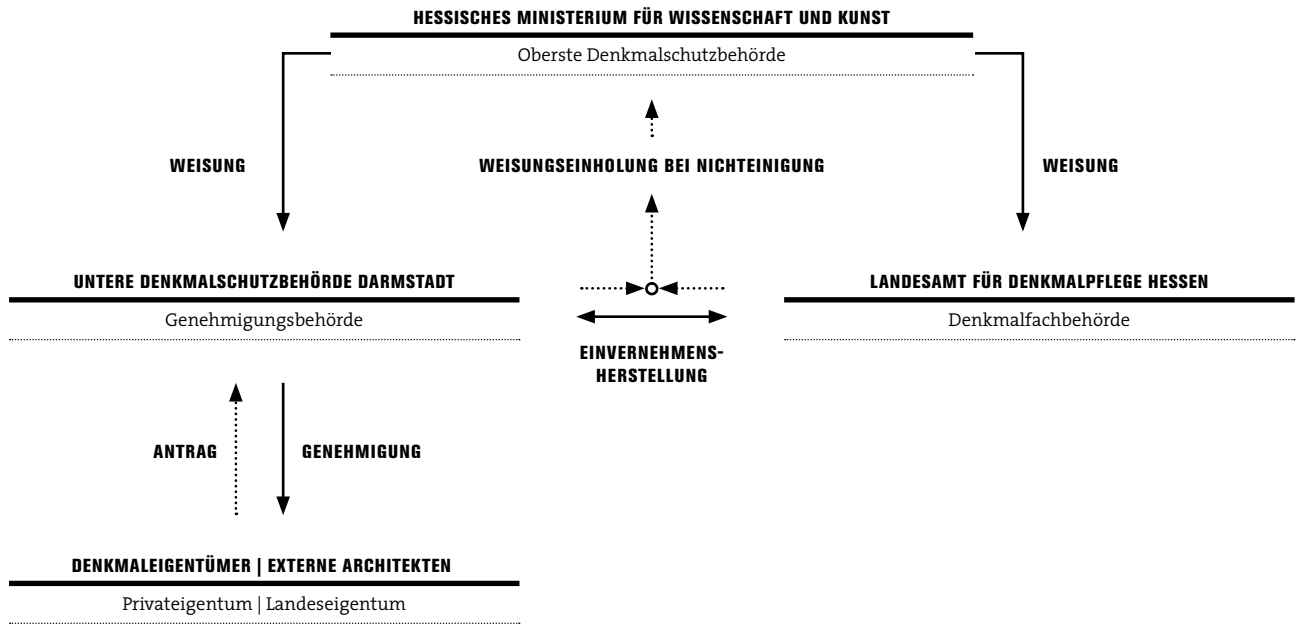 HESSISCHES MINISTERIUM FÜR WISSENSCHAFT UND KUNST
Oberste Denkmalschutzbehörde
WEISUNG
WEISUNGSEINHOLUNG BEI NICHTEINIGUNG
WEISUNG
UNTERE DENKMALSCHUTZBEHÖRDE DARMSTADT
Genehmigungsbehörde
LANDESAMT FÜR DENKMALPFLEGE HESSEN
Denkmalfachbehörde
EINVERNEHMENS-
HERSTELLUNG
ANTRAG
GENEHMIGUNG
DENKMALEIGENTÜMER | EXTERNE ARCHITEKTEN
Privateigentum | Landeseigentum